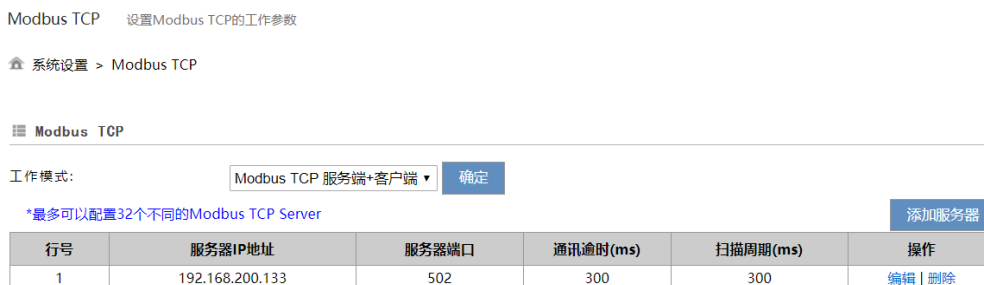 Modbus TCP 设置Modbus TCP的工作参数
系统设置 > Modbus TCP
Modbus TCP
工作模式: Modbus TCP 服务端+客户端 确定
*最多可以配置32个不同的Modbus TCP Server 添加服务器
行号 服务器IP地址 服务器端口 通讯逾时(ms) 扫描周期(ms) 操作
1 192.168.200.133 502 300 300 编辑 | 删除